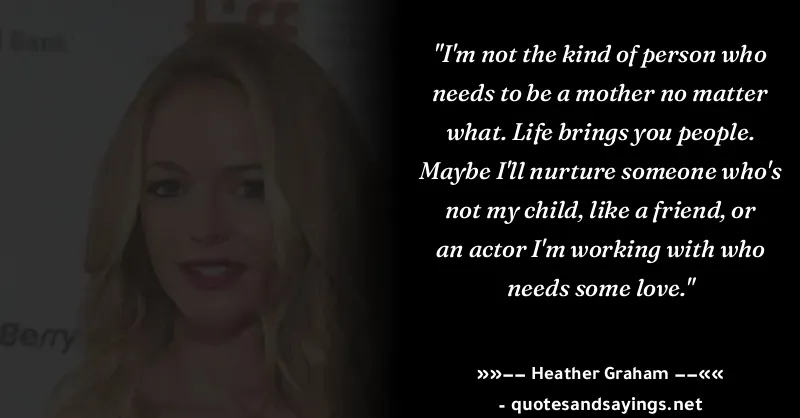 Bank
Berry
"I'm not the kind of person who
needs to be a mother no matter
what. Life brings you people.
Maybe I'll nurture someone who's
not my child, like a friend, or
an actor I'm working with who
needs some love."
»»−− Heather Graham −−««
- quotesandsayings.net